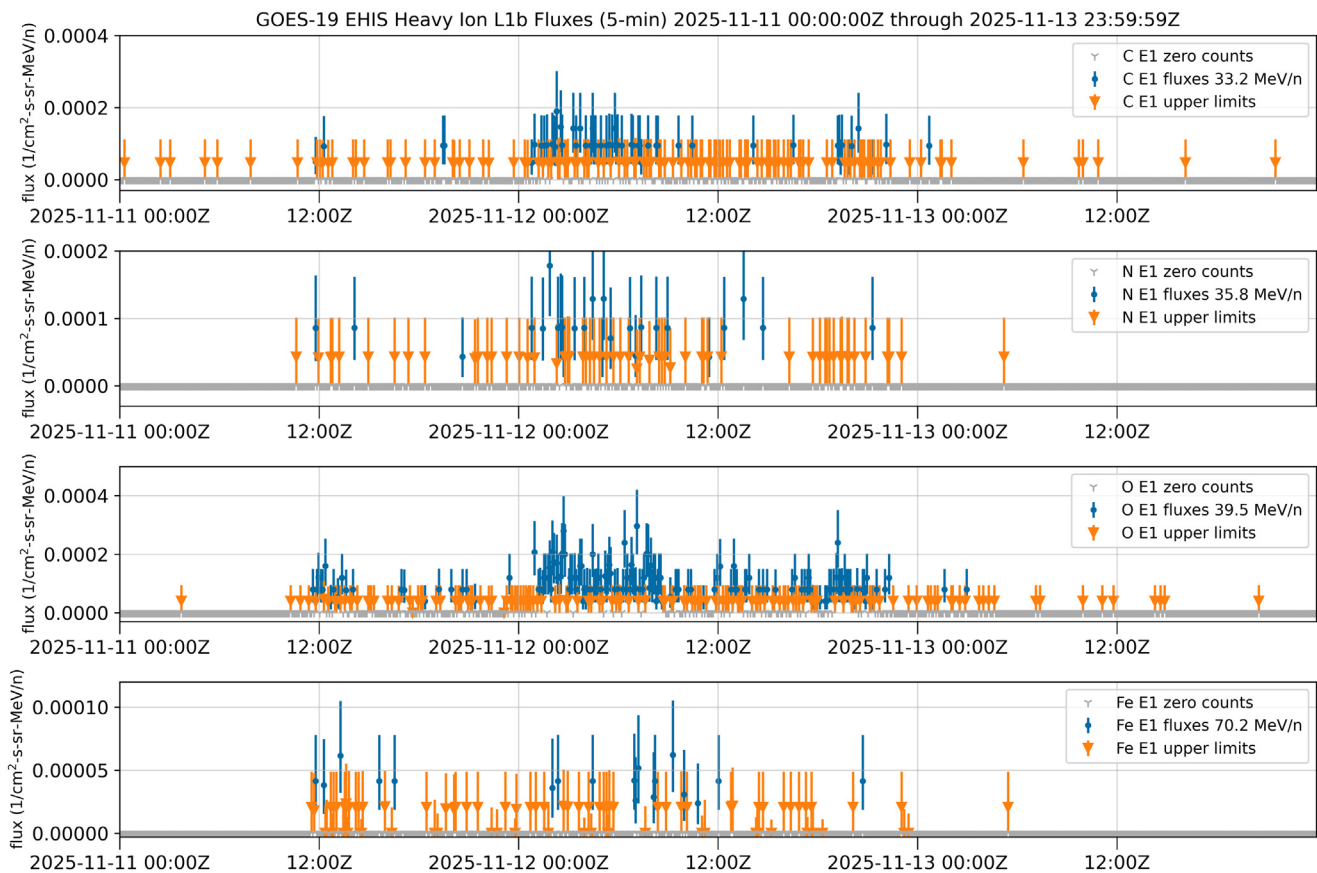 GOES-19 EHIS Heavy Ion L1b Fluxes (5-min) 2025-11-11 00:00:00Z through 2025-11-13 23:59:59Z
flux (1/cm²-s-sr-MeV/n)
0.0004
0.0002
0.0000
C E1 zero counts
C E1 fluxes 33.2 MeV/n
C E1 upper limits
2025-11-11 00:00Z 12:00Z 2025-11-12 00:00Z 12:00Z 2025-11-13 00:00Z 12:00Z
flux (1/cm²-s-sr-MeV/n)
0.0002
0.0001
0.0000
N E1 zero counts
N E1 fluxes 35.8 MeV/n
N E1 upper limits
2025-11-11 00:00Z 12:00Z 2025-11-12 00:00Z 12:00Z 2025-11-13 00:00Z 12:00Z
flux (1/cm²-s-sr-MeV/n)
0.0004
0.0002
0.0000
O E1 zero counts
O E1 fluxes 39.5 MeV/n
O E1 upper limits
2025-11-11 00:00Z 12:00Z 2025-11-12 00:00Z 12:00Z 2025-11-13 00:00Z 12:00Z
flux (1/cm²-s-sr-MeV/n)
0.00010
0.00005
0.00000
Fe E1 zero counts
Fe E1 fluxes 70.2 MeV/n
Fe E1 upper limits
2025-11-11 00:00Z 12:00Z 2025-11-12 00:00Z 12:00Z 2025-11-13 00:00Z 12:00Z